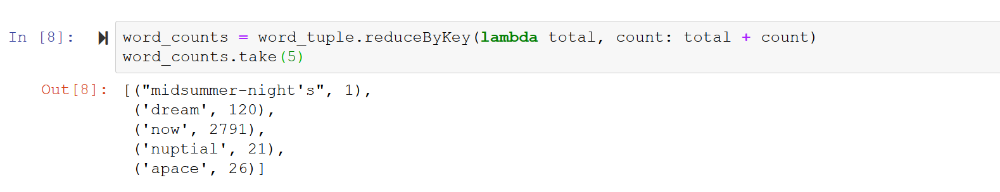 In [8]: word_counts = word_tuple.reduceByKey(lambda total, count: total + count)
word_counts.take(5)
Out[8]: [("midsummer-night's", 1),
('dream', 120),
('now', 2791),
('nuptial', 21),
('apace', 26)]